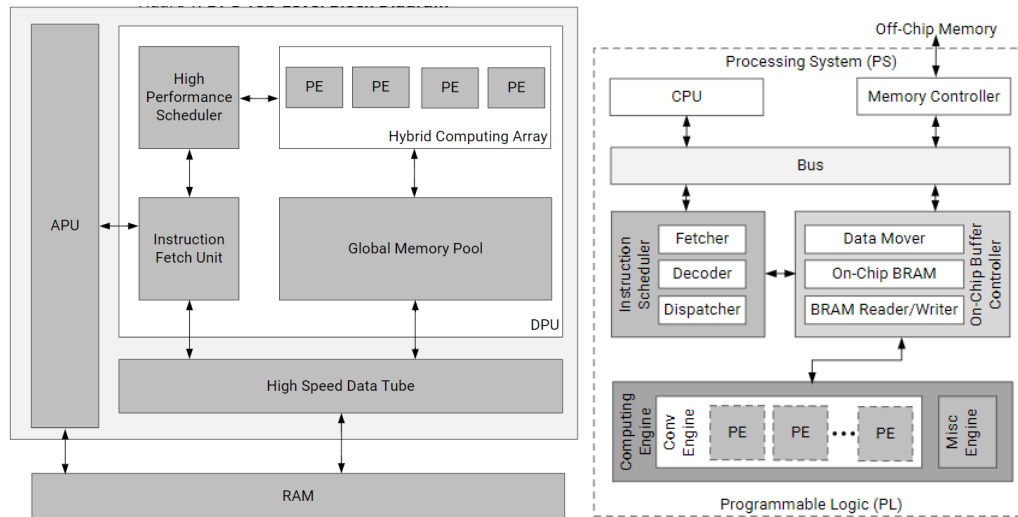 High
Performance
Scheduler
PE
PE
PE
PE
Hybrid Computing Array
APU
Instruction
Fetch Unit
Global Memory Pool
DPU
High Speed Data Tube
RAM
Off-Chip Memory
Processing System (PS)
CPU
Memory Controller
Bus
Instruction
Scheduler
Fetcher
Decoder
Dispatcher
Data Mover
On-Chip BRAM
BRAM Reader/Writer
On-Chip Buffer
Controller
Computing
Engine
Conv
Engine
PE
PE
PE
Misc
Engine
Programmable Logic (PL)